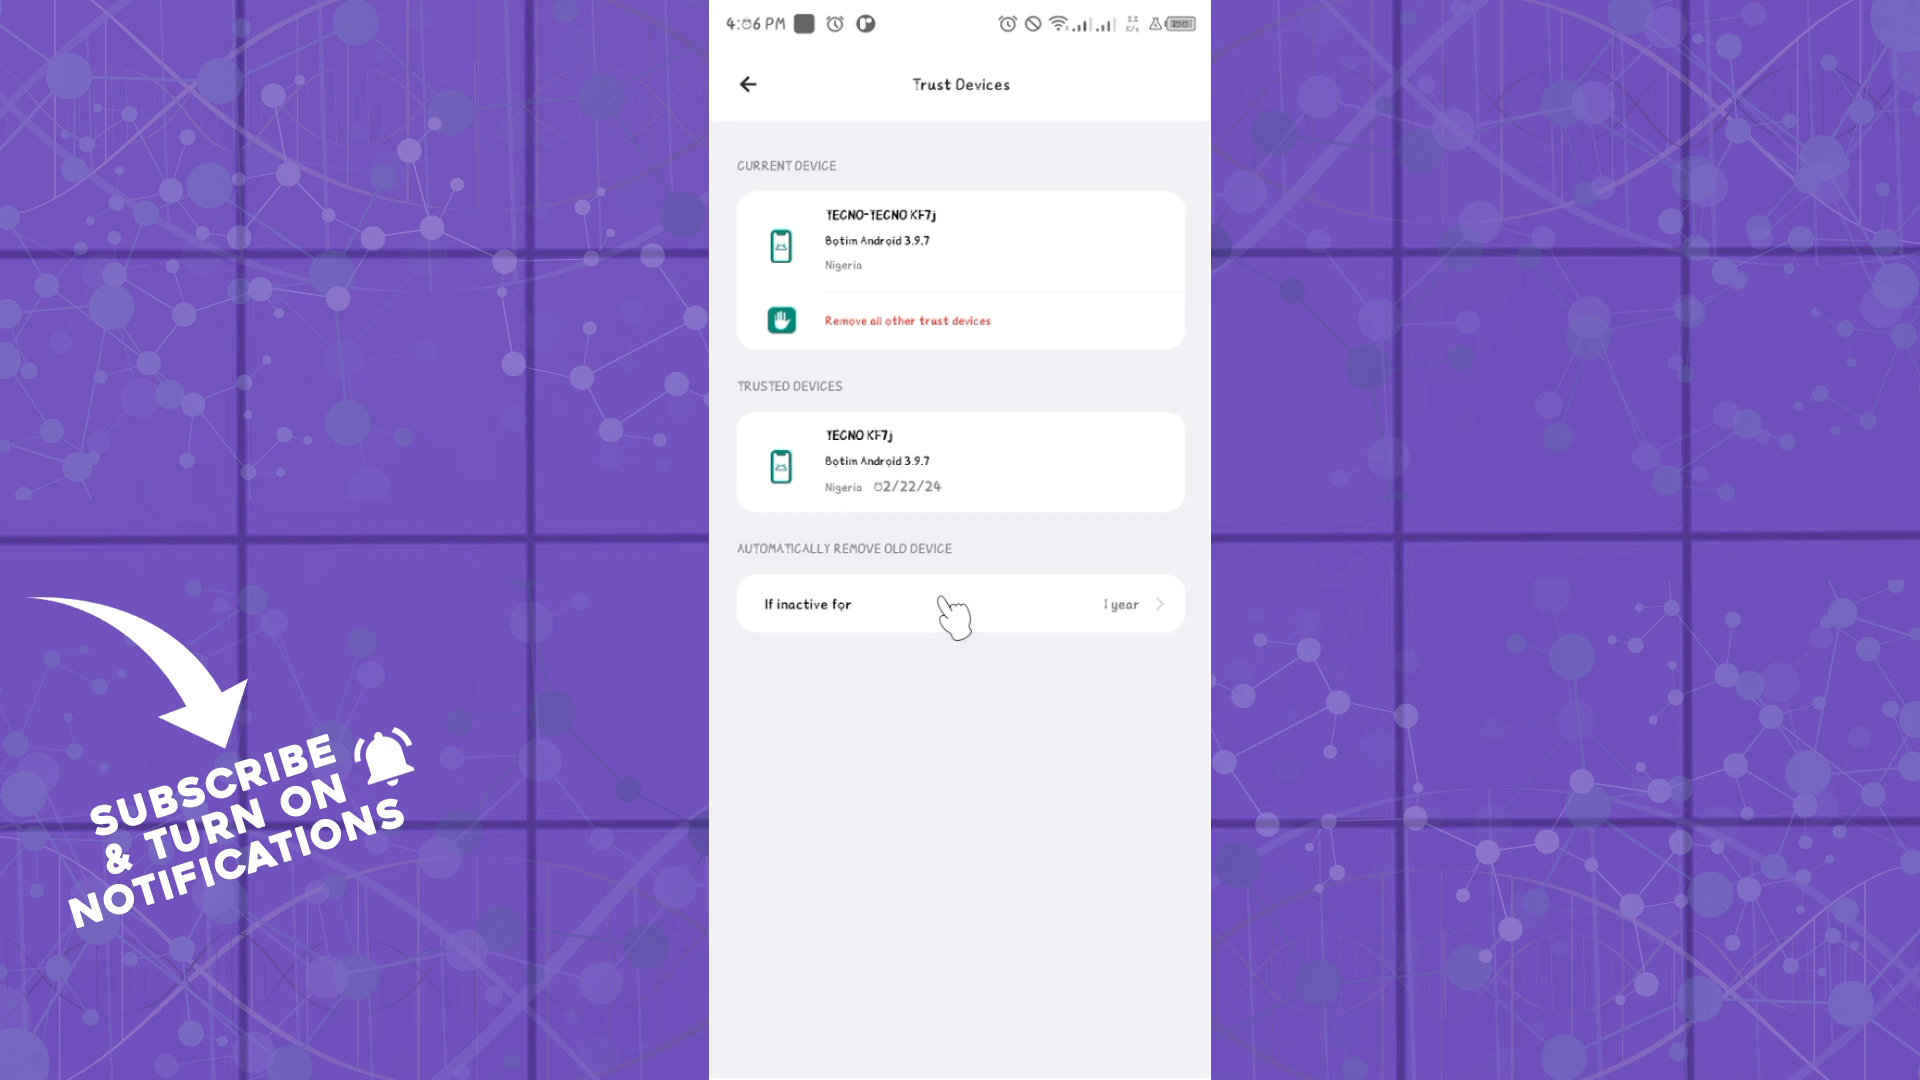 4:06 PM
Trust Devices
CURRENT DEVICE
TECNO-TECNO KF7j
Botim Android 3.9.7
Nigeria
Remove all other trust devices
TRUSTED DEVICES
TECNO KF7j
Botim Android 3.9.7
Nigeria 02/22/24
AUTOMATICALLY REMOVE OLD DEVICE
If inactive for 1 year
SUBSCRIBE
& TURN ON
NOTIFICATIONS